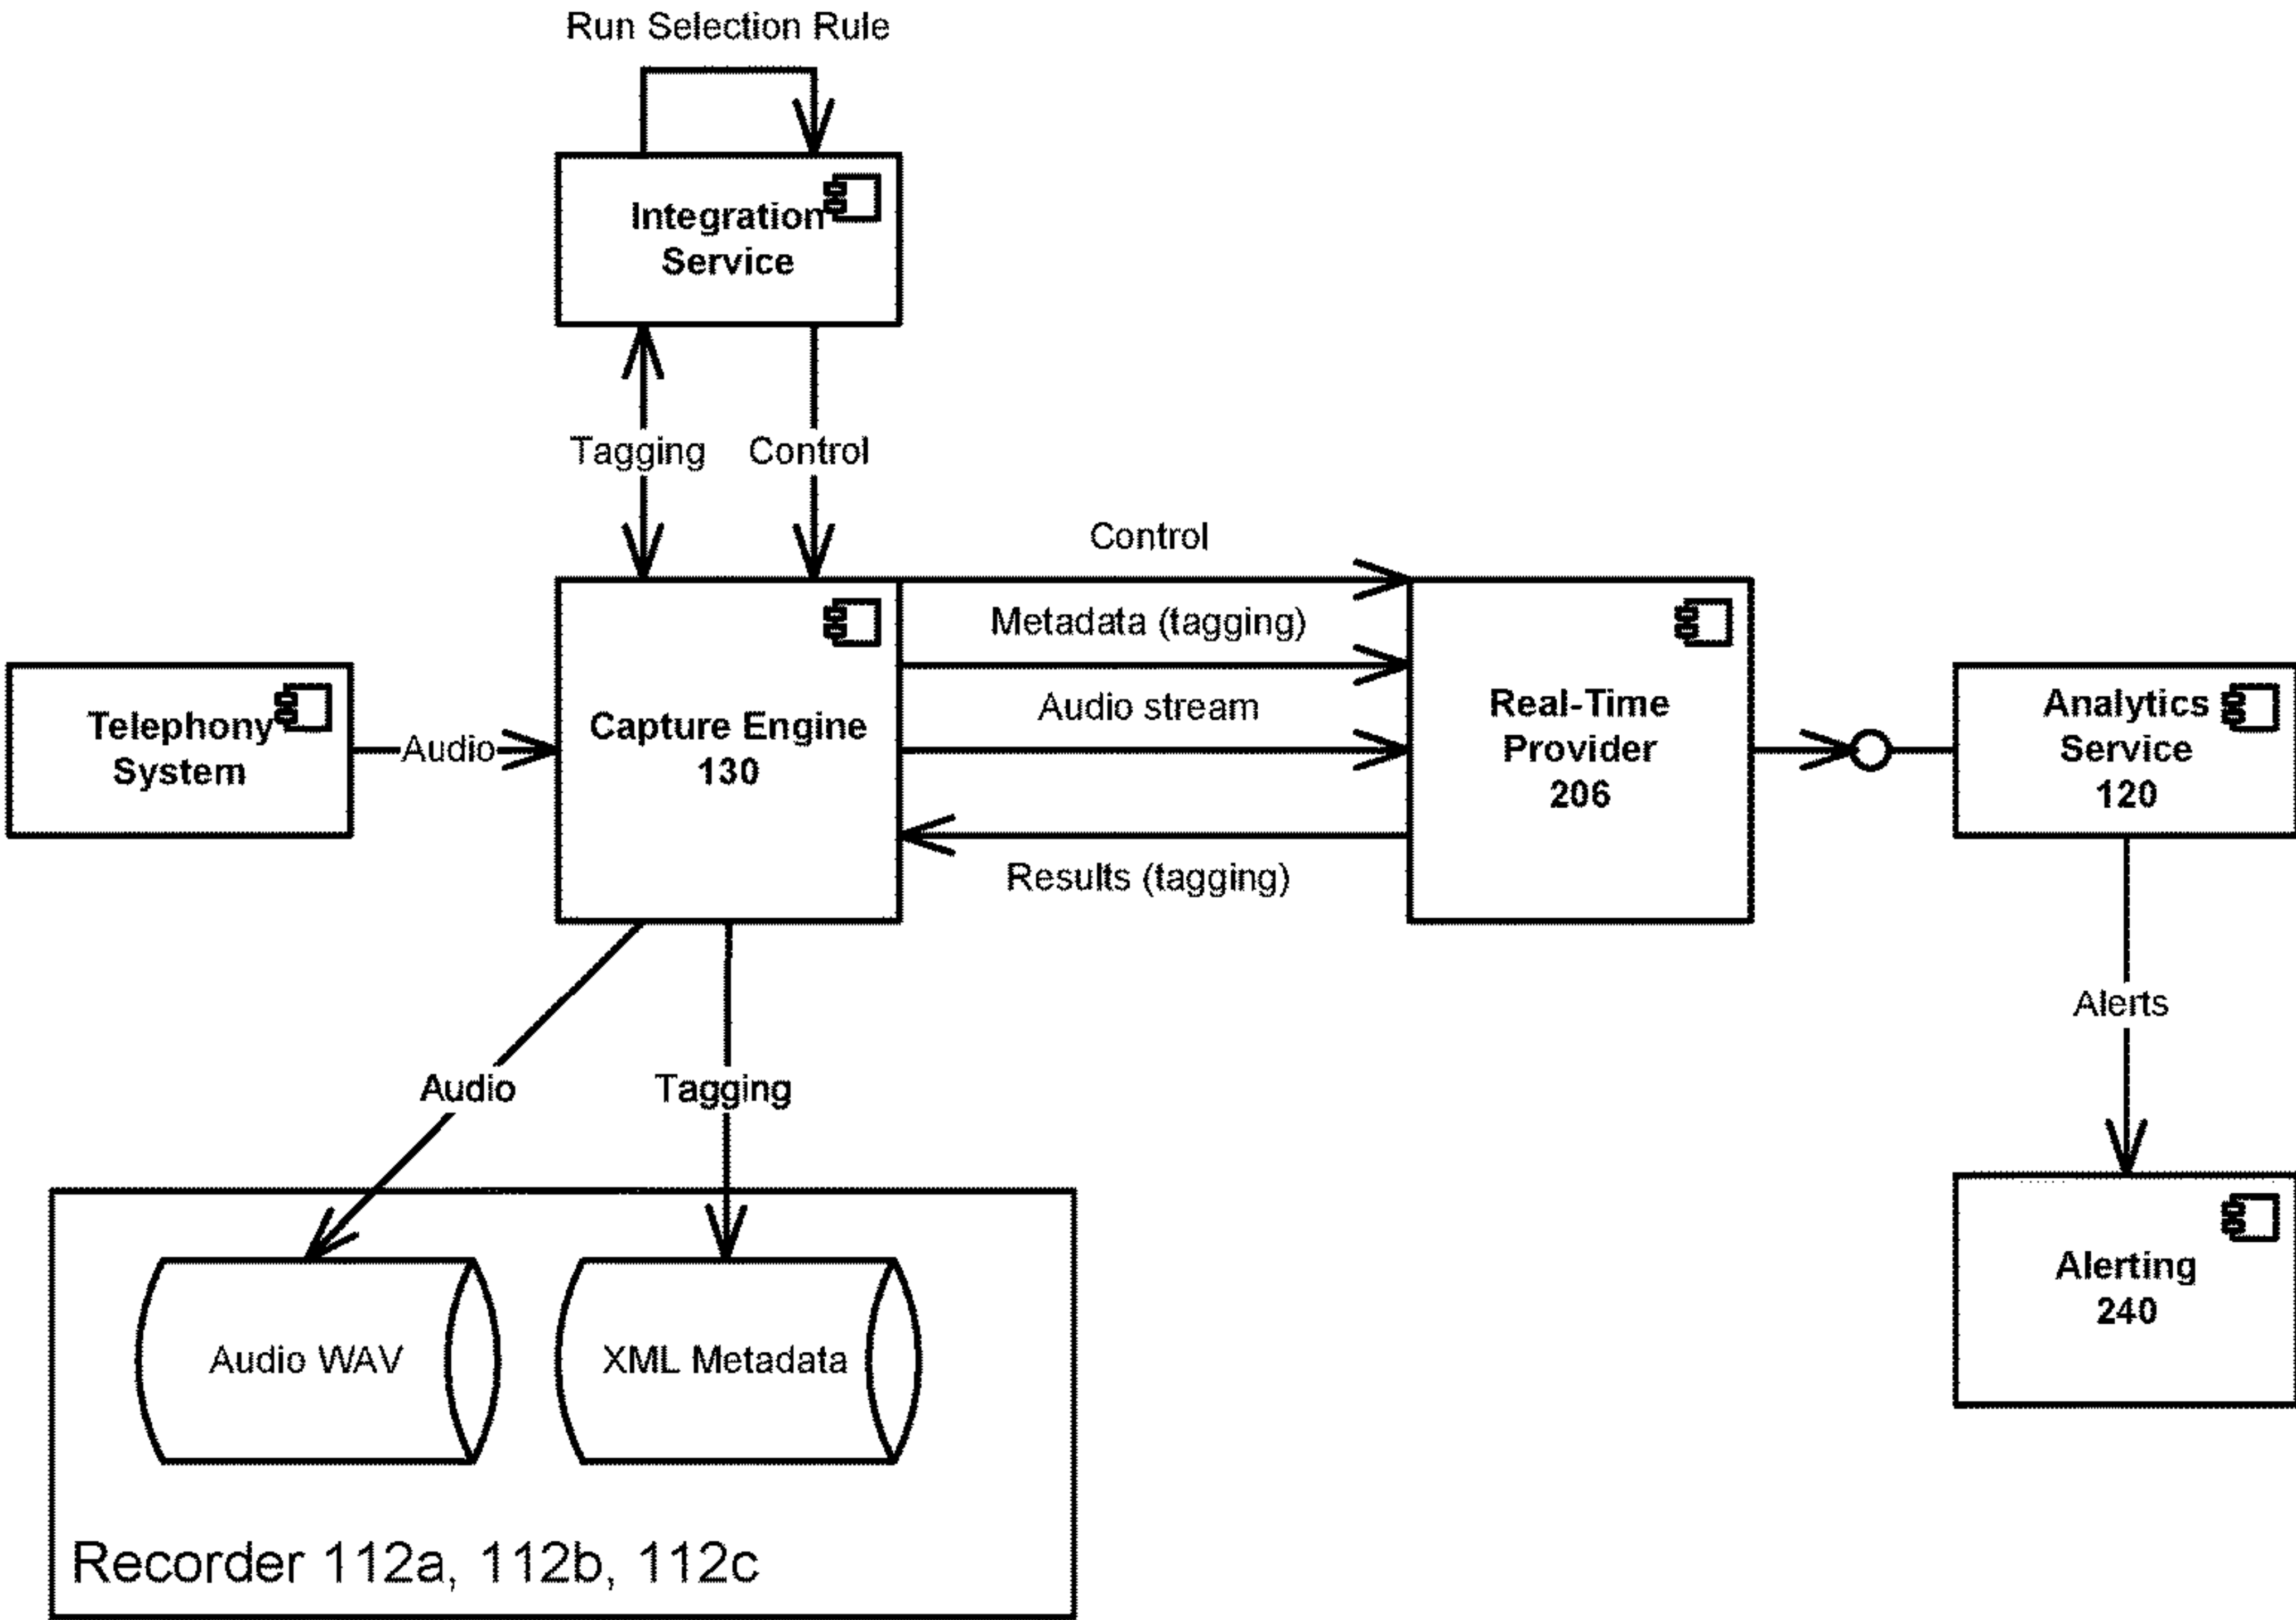 Run Selection Rule
Integration
Service
Tagging
Control
Control
Metadata (tagging)
Audio stream
Results (tagging)
Telephony
System
Audio
Capture Engine
130
Real-Time
Provider
206
Analytics
Service
120
Alerts
Audio
Tagging
Alerting
240
Audio WAV
XML Metadata
Recorder 112a, 112b, 112c